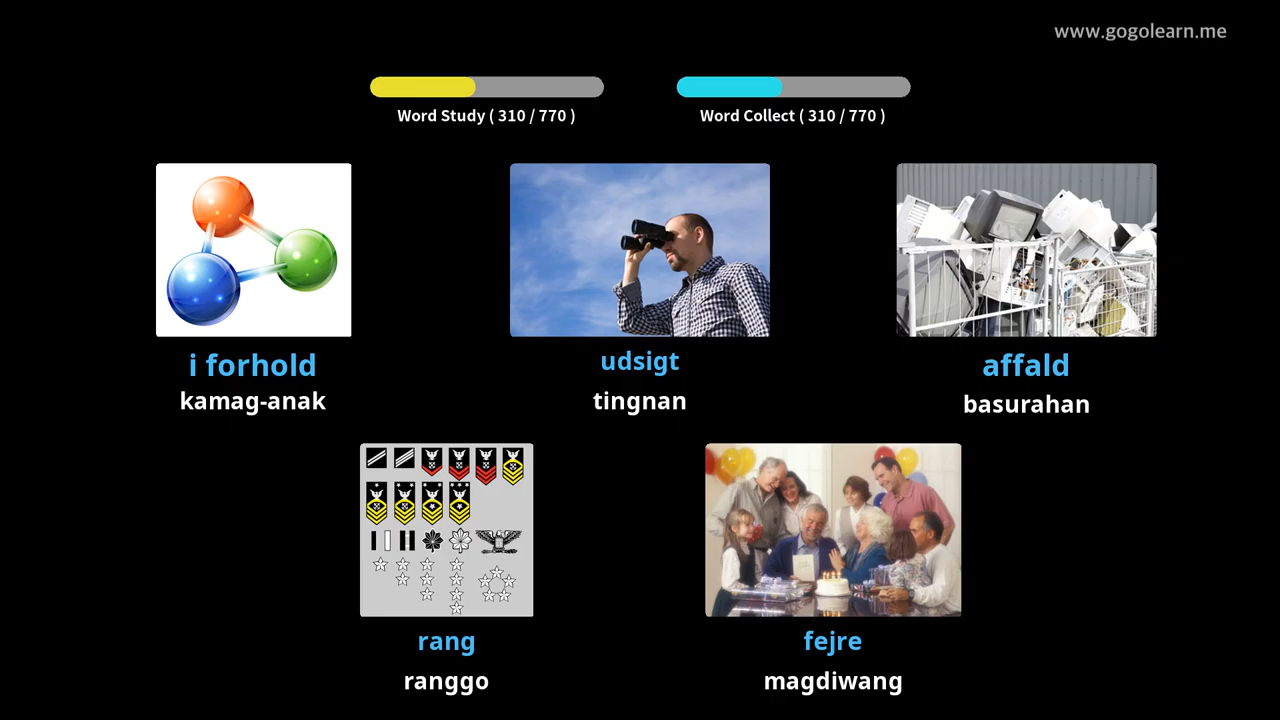 www.gogolearn.me
Word Study ( 310 / 770 )
Word Collect ( 310 / 770 )
i forhold
kamag-anak
udsigt
tingnan
affald
basurahan
rang
ranggo
fejre
magdiwang